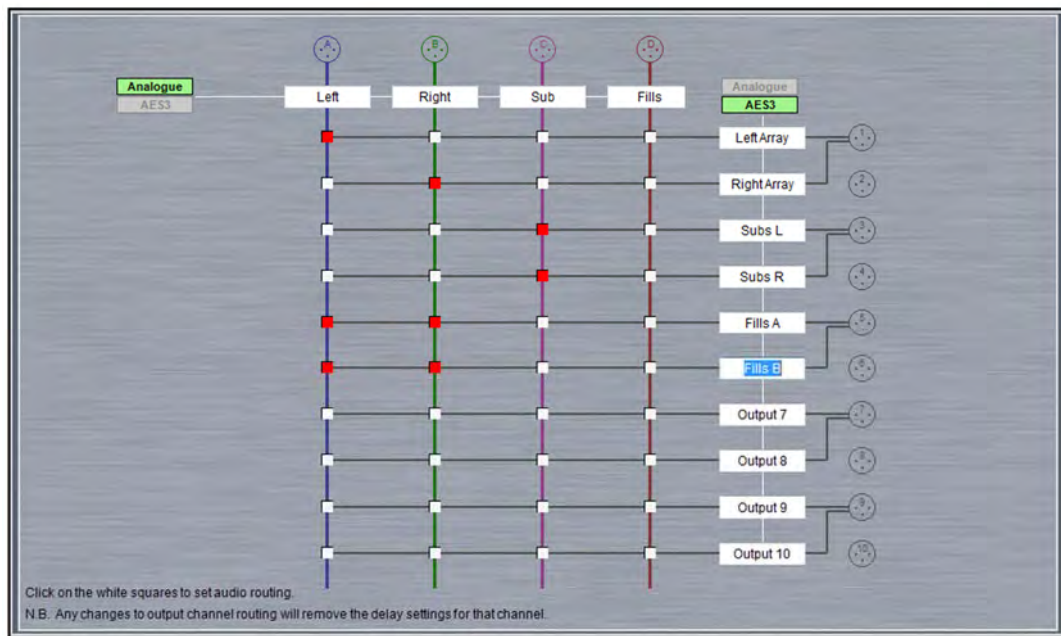 A B C D
Analogue Left Right Sub Fills Analogue
AES3 AES3
Left Array 1
Right Array 2
Subs L 3
Subs R 4
Fills A 5
Fills B 6
Output 7 7
Output 8 8
Output 9 9
Output 10 10
Click on the white squares to set audio routing.
N.B. Any changes to output channel routing will remove the delay settings for that channel.